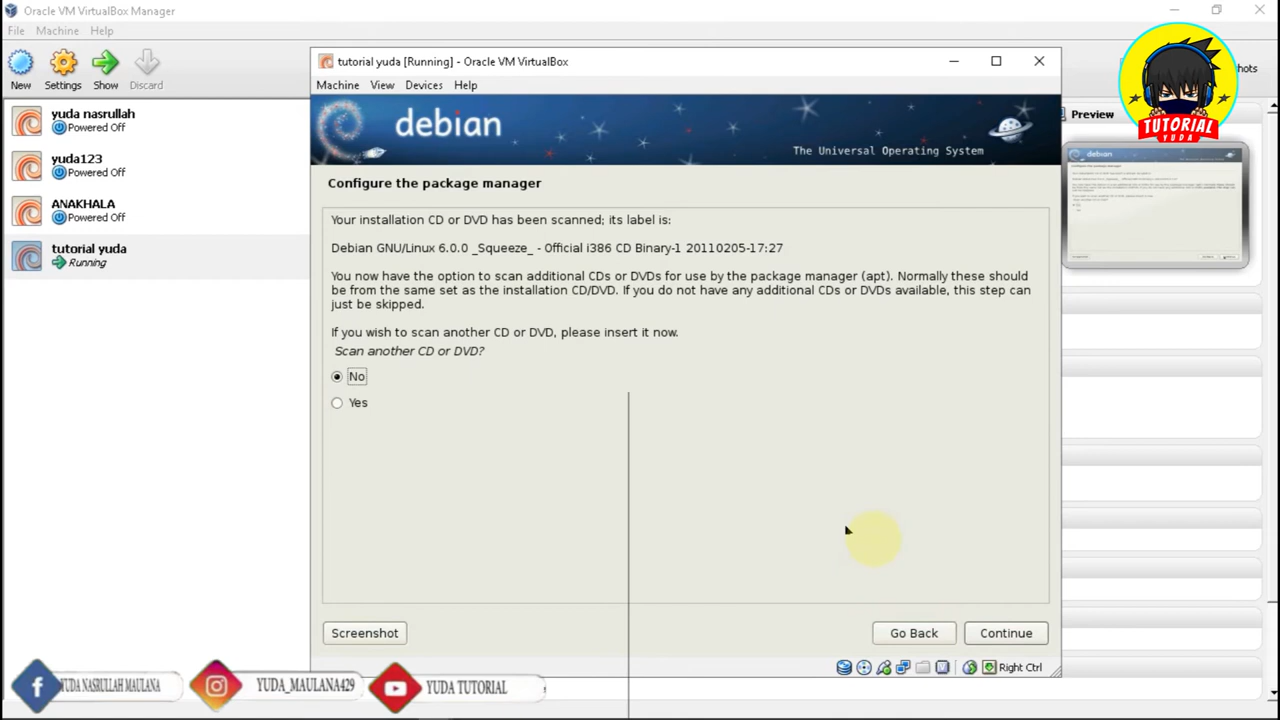 Oracle VM VirtualBox Manager
File Machine Help
New Settings Show Discard
yuda nasrullah
Powered Off
yuda123
Powered Off
ANAKHALA
Powered Off
tutorial yuda
Running
tutorial yuda [Running] - Oracle VM VirtualBox
Machine View Devices Help
debian
The Universal Operating System
Configure the package manager
Your installation CD or DVD has been scanned; its label is:
Debian GNU/Linux 6.0.0 _Squeeze_ - Official i386 CD Binary-1 20110205-17:27
You now have the option to scan additional CDs or DVDs for use by the package manager (apt). Normally these should
be from the same set as the installation CD/DVD. If you do not have any additional CDs or DVDs available, this step can
just be skipped.
If you wish to scan another CD or DVD, please insert it now.
Scan another CD or DVD?
No
Yes
Screenshot
Go Back Continue
Right Ctrl
Preview
TUTORIAL
YUDA
YUDA NASRULLAH MAULANA
YUDA_MAULANA429
YUDA TUTORIAL